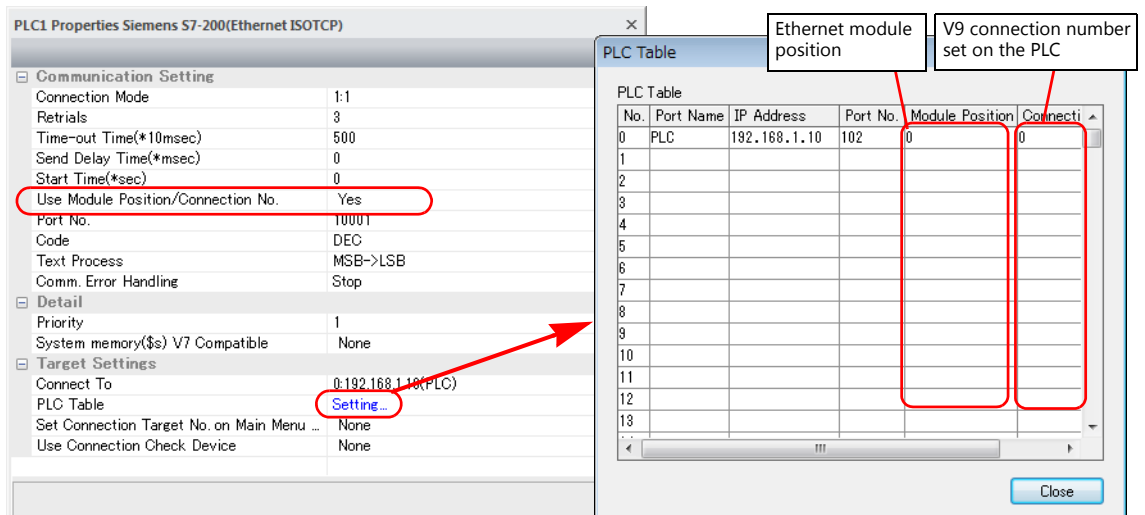 PLC1 Properties Siemens S7-200(Ethernet ISOTCP)
Communication Setting
Connection Mode 1:1
Retrials 3
Time-out Time(*10msec) 500
Send Delay Time(*msec) 0
Start Time(*sec) 0
Use Module Position/Connection No. Yes
Port No. 10001
Code DEC
Text Process MSB->LSB
Comm. Error Handling Stop
Detail
Priority 1
System memory($s) V7 Compatible None
Target Settings
Connect To 0:192.168.1.10(PLC)
PLC Table Setting...
Set Connection Target No. on Main Menu ... None
Use Connection Check Device None
Ethernet module
position
V9 connection number
set on the PLC
PLC Table
PLC Table
No. Port Name IP Address Port No. Module Position Connecti
0 PLC 192.168.1.10 102 0 0
1
2
3
4
5
6
7
8
9
10
11
12
13
Close